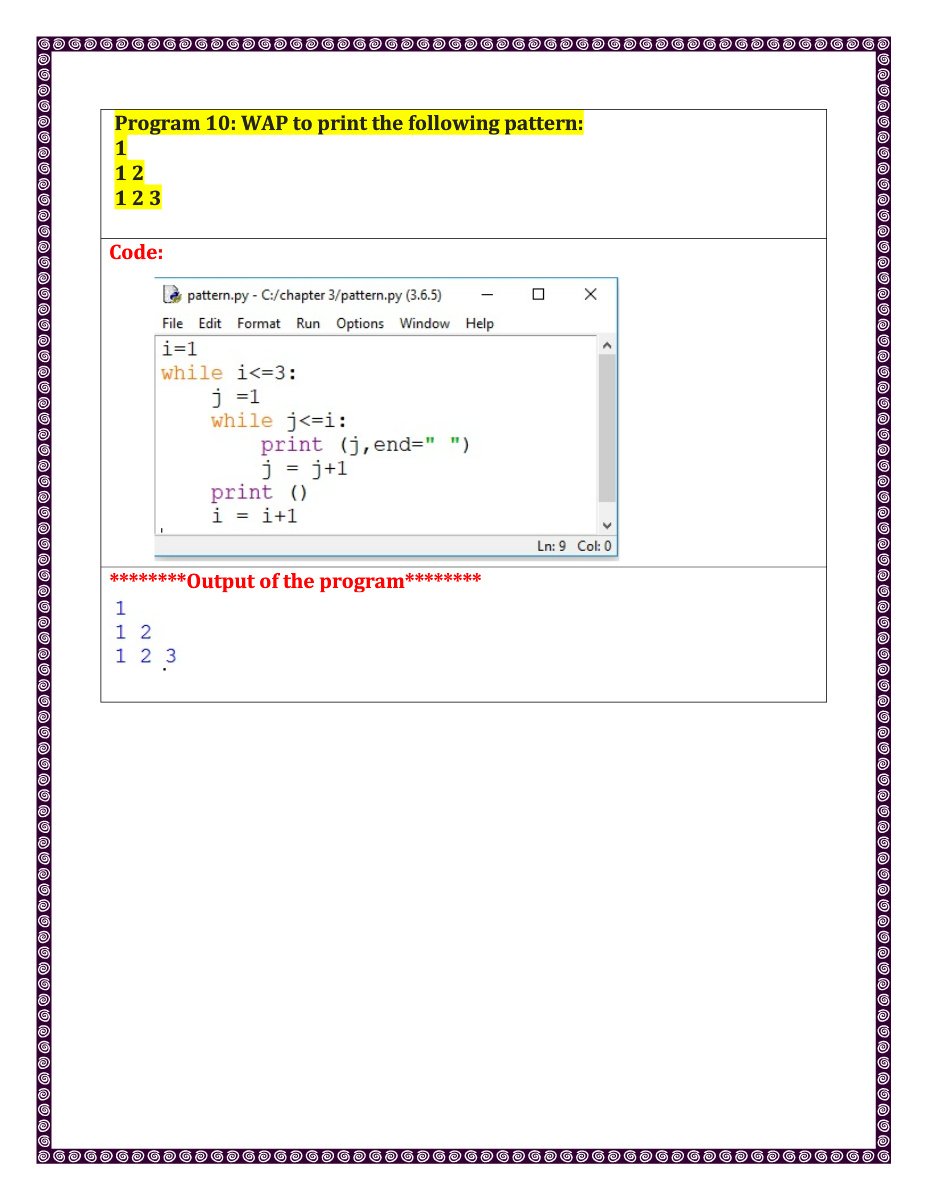 Program 10: WAP to print the following pattern:
1
1 2
1 2 3
Code:
pattern.py - C:/chapter 3/pattern.py (3.6.5)
File Edit Format Run Options Window Help
i=1
while i<=3:
    j =1
    while j<=i:
        print (j,end=" ")
        j = j+1
    print ()
    i = i+1
Ln: 9 Col: 0
********Output of the program********
1
1 2
1 2 3